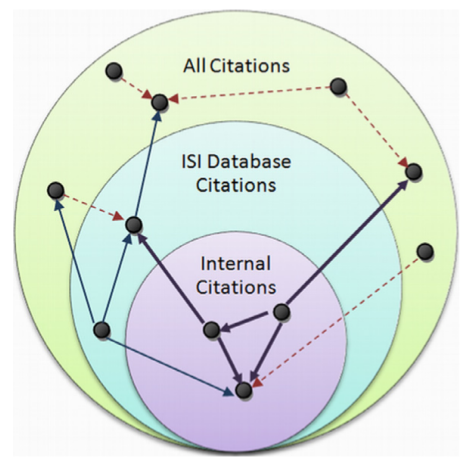 All Citations
ISI Database
Citations
Internal
Citations